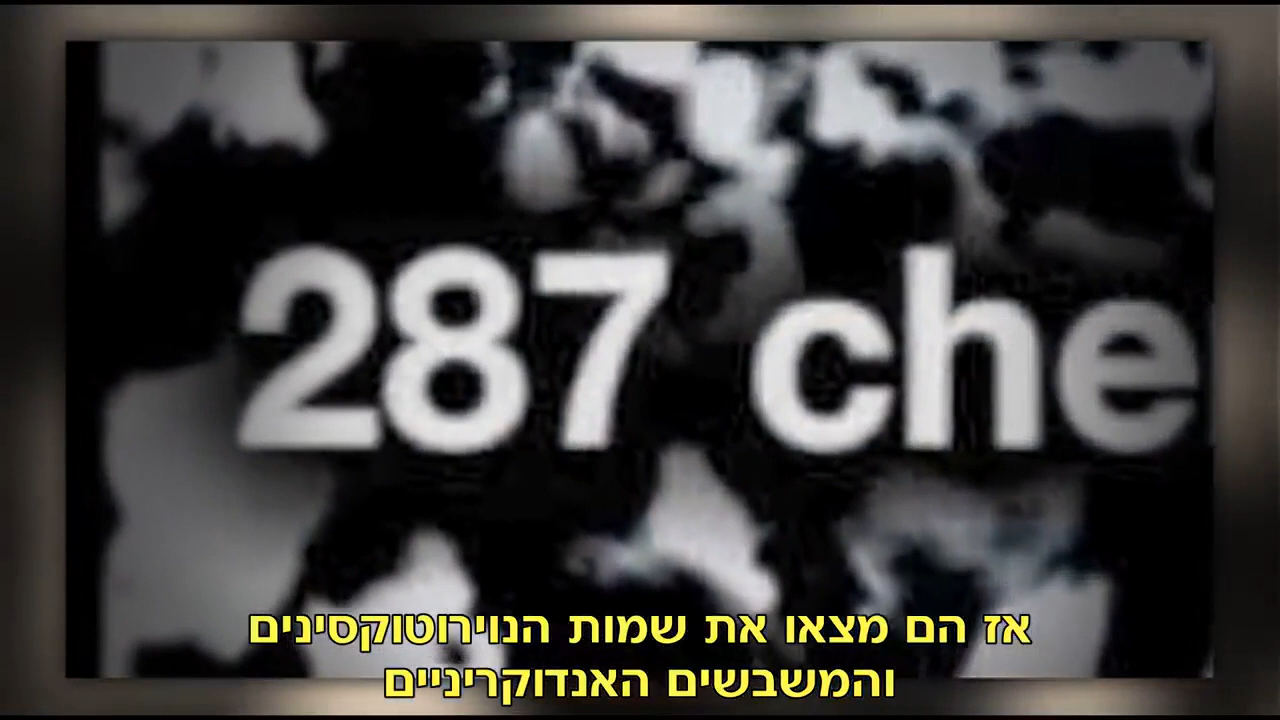 287 che
אז הם מצאו את שמות הנוירוטוקסינים
והמשבשים האנדוקריניים